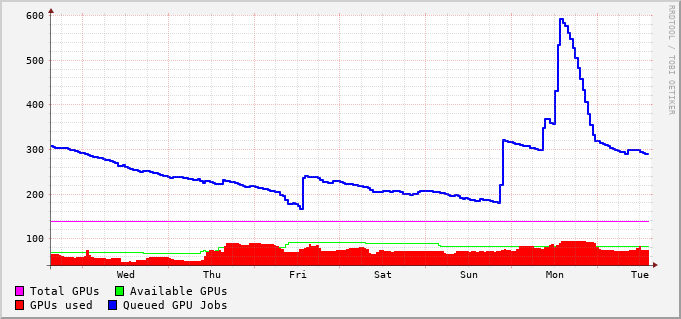 600
500
400
300
200
100
Wed Thu Fri Sat Sun Mon Tue
Total GPUs Available GPUs
GPUs used Queued GPU Jobs
RRDTOOL / TOBI OETIKER